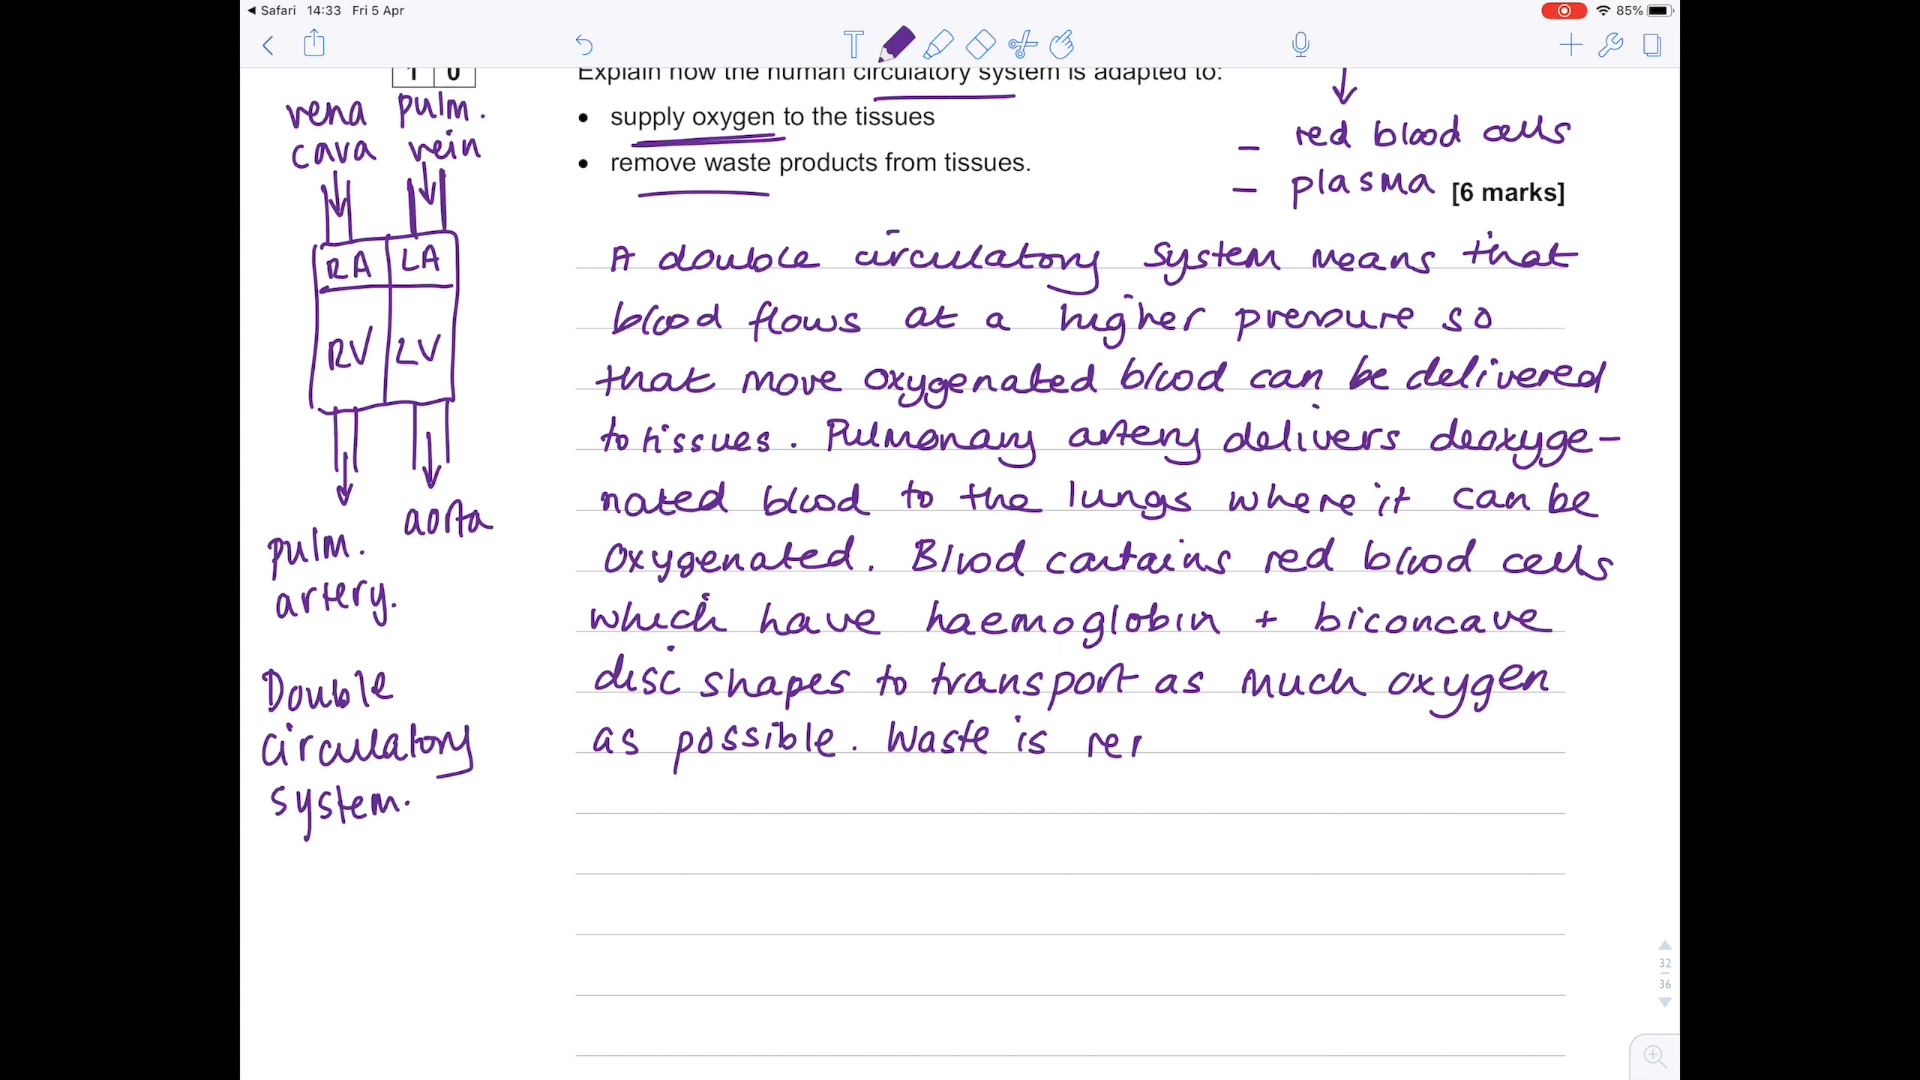 Safari 14:33 Fri 5 Apr
85%
T
1 0
Explain how the human circulatory system is adapted to:
• supply oxygen to the tissues
• remove waste products from tissues.
[6 marks]
- red blood cells
- plasma
vena pulm.
cava vein
RA LA
RV LV
aorta
pulm.
artery.
Double
circulatory
system.
A double circulatory system means that
blood flows at a higher pressure so
that move oxygenated blood can be delivered
to tissues. Pulmonary artery delivers deoxyge-
nated blood to the lungs where it can be
oxygenated. Blood contains red blood cells
which have haemoglobin + biconcave
disc shapes to transport as much oxygen
as possible. Waste is rer
32
36